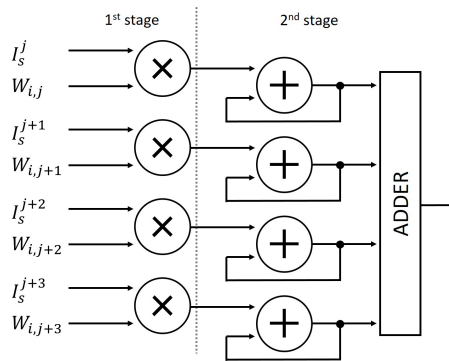 1st stage
2nd stage
I_s^j
W_{i,j}
I_s^{j+1}
W_{i,j+1}
I_s^{j+2}
W_{i,j+2}
I_s^{j+3}
W_{i,j+3}
ADDER